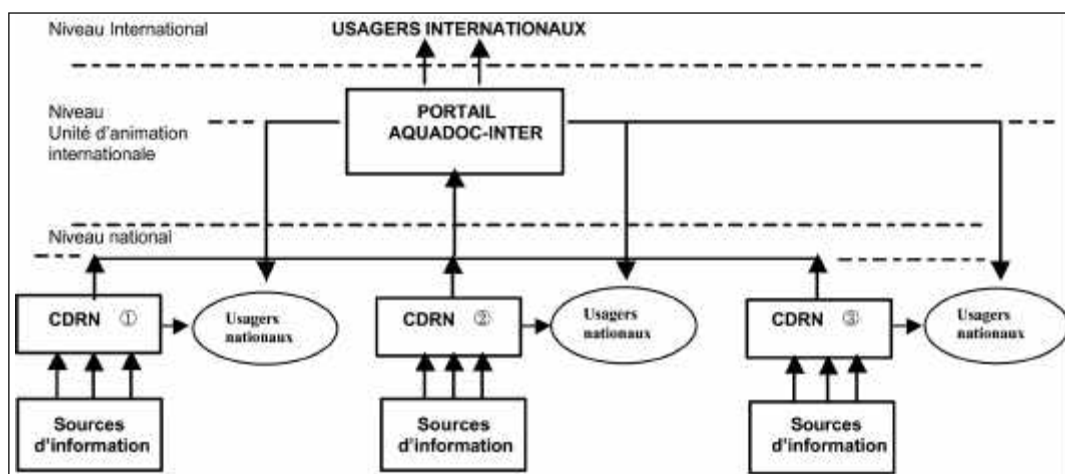 Niveau International
USAGERS INTERNATIONAUX
Niveau
Unité d'animation
internationale
PORTAIL
AQUADOC-INTER
Niveau national
CDRN ①
Usagers
nationaux
CDRN ②
Usagers
nationaux
CDRN ③
Usagers
nationaux
Sources
d'information
Sources
d'information
Sources
d'information